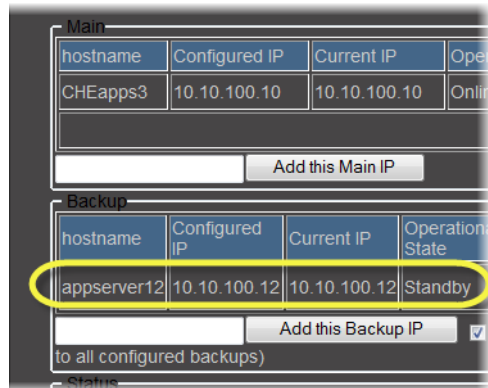 Main
hostname Configured IP Current IP
CHEapps3 10.10.100.10 10.10.100.10
Add this Main IP
Backup
hostname Configured IP Current IP Operational State
appserver12 10.10.100.12 10.10.100.12 Standby
Add this Backup IP
to all configured backups)
Status